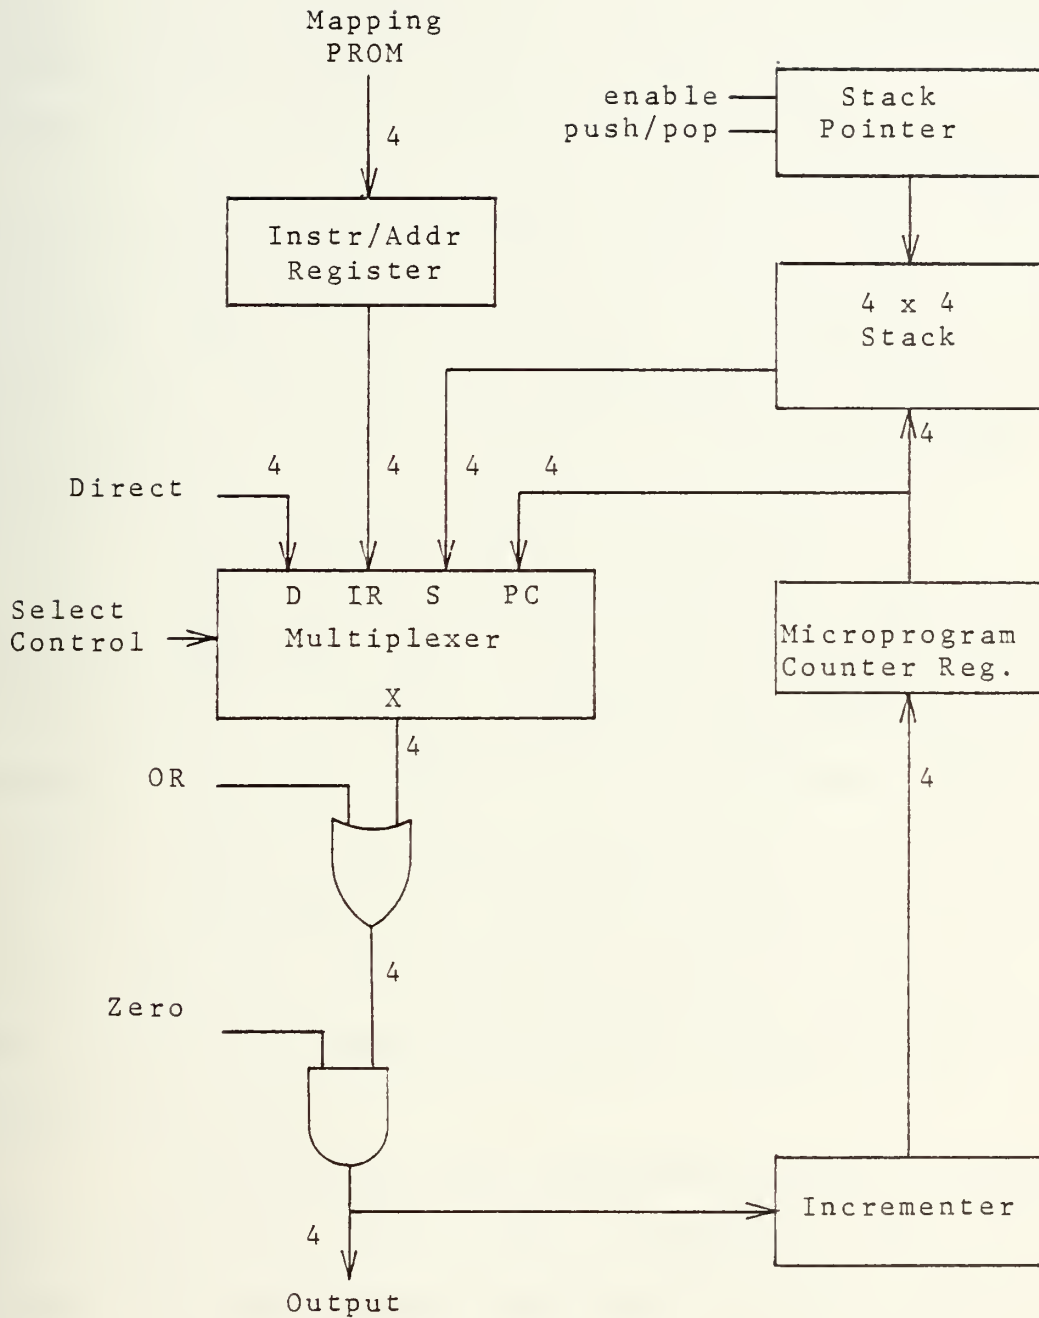 Mapping
PROM
4
enable
push/pop
Stack
Pointer
Instr/Addr
Register
4 x 4
Stack
4
4
4
4
4
Direct
D IR S PC
Select
Control
Multiplexer
X
Microprogram
Counter Reg.
4
OR
4
4
Zero
Incrementer
4
Output